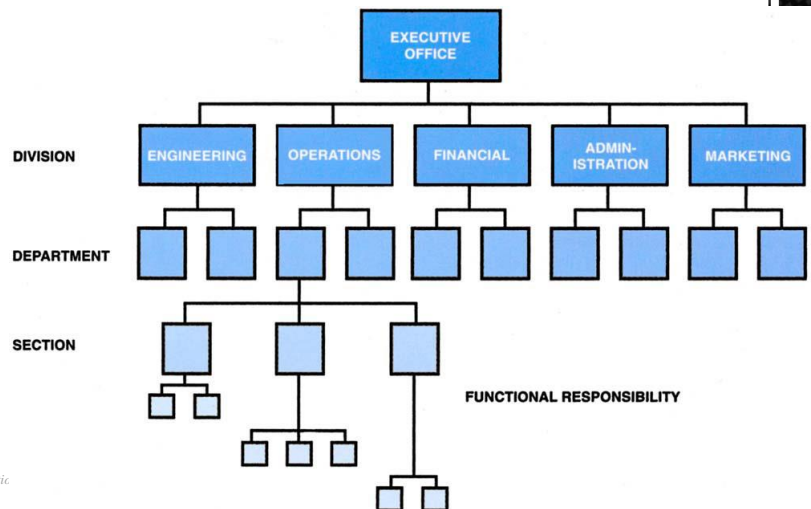 EXECUTIVE
OFFICE
DIVISION
ENGINEERING
OPERATIONS
FINANCIAL
ADMIN-
ISTRATION
MARKETING
DEPARTMENT
SECTION
FUNCTIONAL RESPONSIBILITY